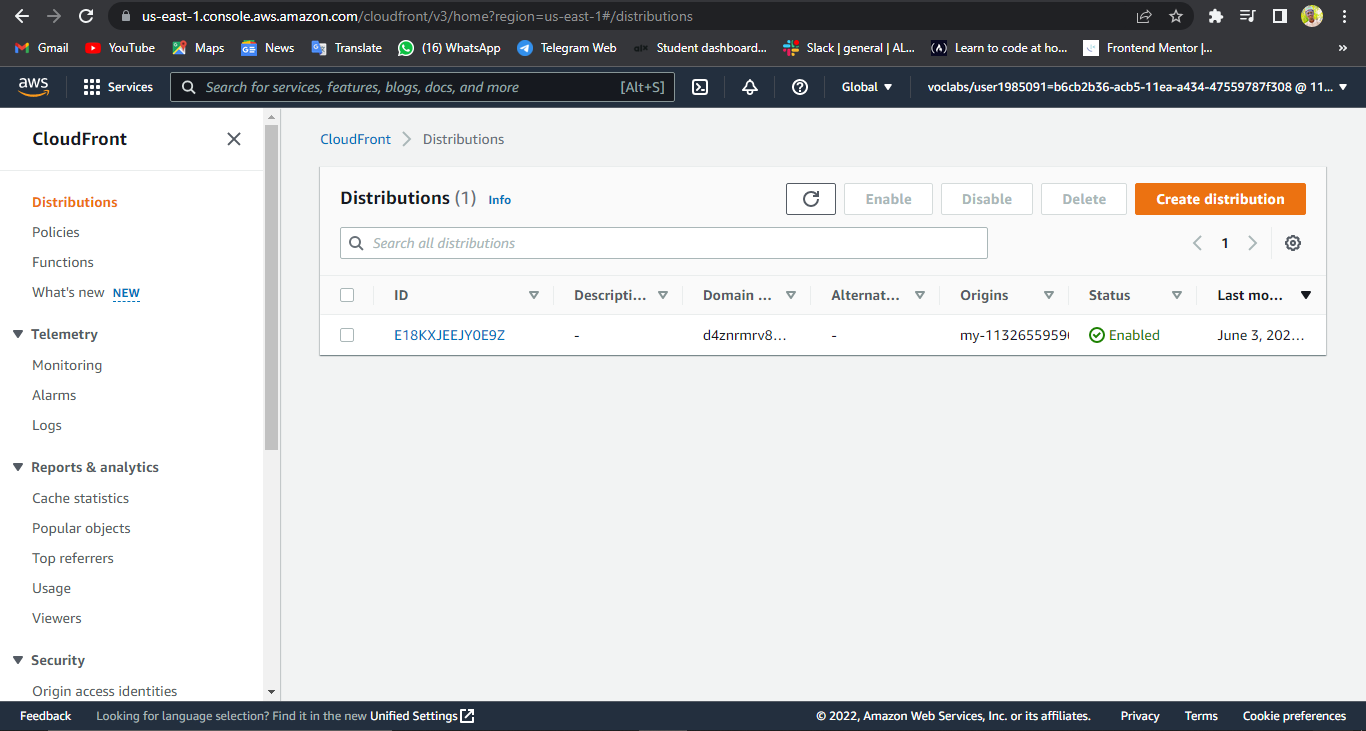 us-east-1.console.aws.amazon.com/cloudfront/v3/home?region=us-east-1#/distributions
Gmail YouTube Maps News Translate (16) WhatsApp Telegram Web Student dashboard... Slack | general | AL... Learn to code at ho... Frontend Mentor |... »
aws Services Search for services, features, blogs, docs, and more [Alt+S] Global voclabs/user1985091=b6cb2b36-acb5-11ea-a434-47559787f308 @ 11...
CloudFront
Distributions
Policies
Functions
What's new NEW
Telemetry
Monitoring
Alarms
Logs
Reports & analytics
Cache statistics
Popular objects
Top referrers
Usage
Viewers
Security
Origin access identities
CloudFront Distributions
Distributions (1) Info Enable Disable Delete Create distribution
Search all distributions 1
ID Descripti... Domain ... Alternat... Origins Status Last mo...
E18KXJEEJY0E9Z - d4znrmrv8... - my-1132655959 Enabled June 3, 202...
Feedback Looking for language selection? Find it in the new Unified Settings © 2022, Amazon Web Services, Inc. or its affiliates. Privacy Terms Cookie preferences